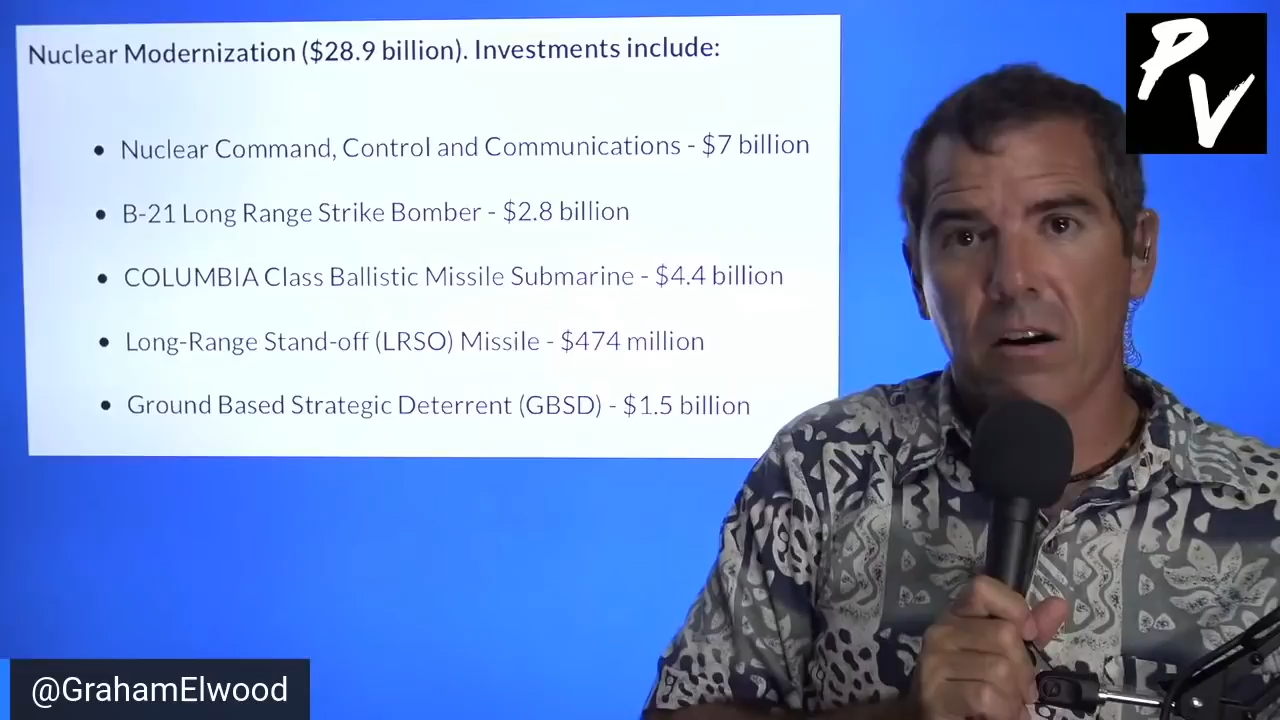 Nuclear Modernization ($28.9 billion). Investments include:
• Nuclear Command, Control and Communications - $7 billion
• B-21 Long Range Strike Bomber - $2.8 billion
• COLUMBIA Class Ballistic Missile Submarine - $4.4 billion
• Long-Range Stand-off (LRSO) Missile - $474 million
• Ground Based Strategic Deterrent (GBSD) - $1.5 billion
PV
@GrahamElwood